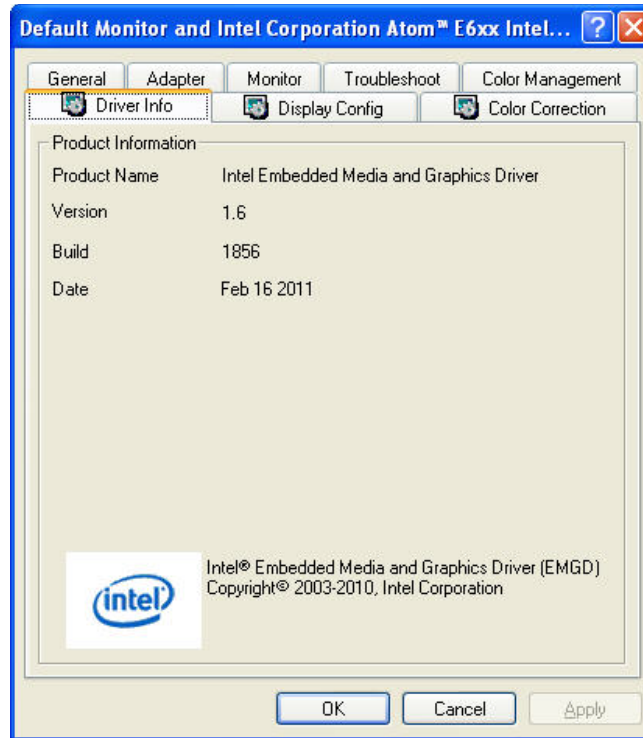 Default Monitor and Intel Corporation Atom™ E6xx Intel...
General Adapter Monitor Troubleshoot Color Management
Driver Info Display Config Color Correction
Product Information
Product Name Intel Embedded Media and Graphics Driver
Version 1.6
Build 1856
Date Feb 16 2011
Intel® Embedded Media and Graphics Driver (EMGD)
Copyright© 2003-2010, Intel Corporation
intel
OK Cancel Apply